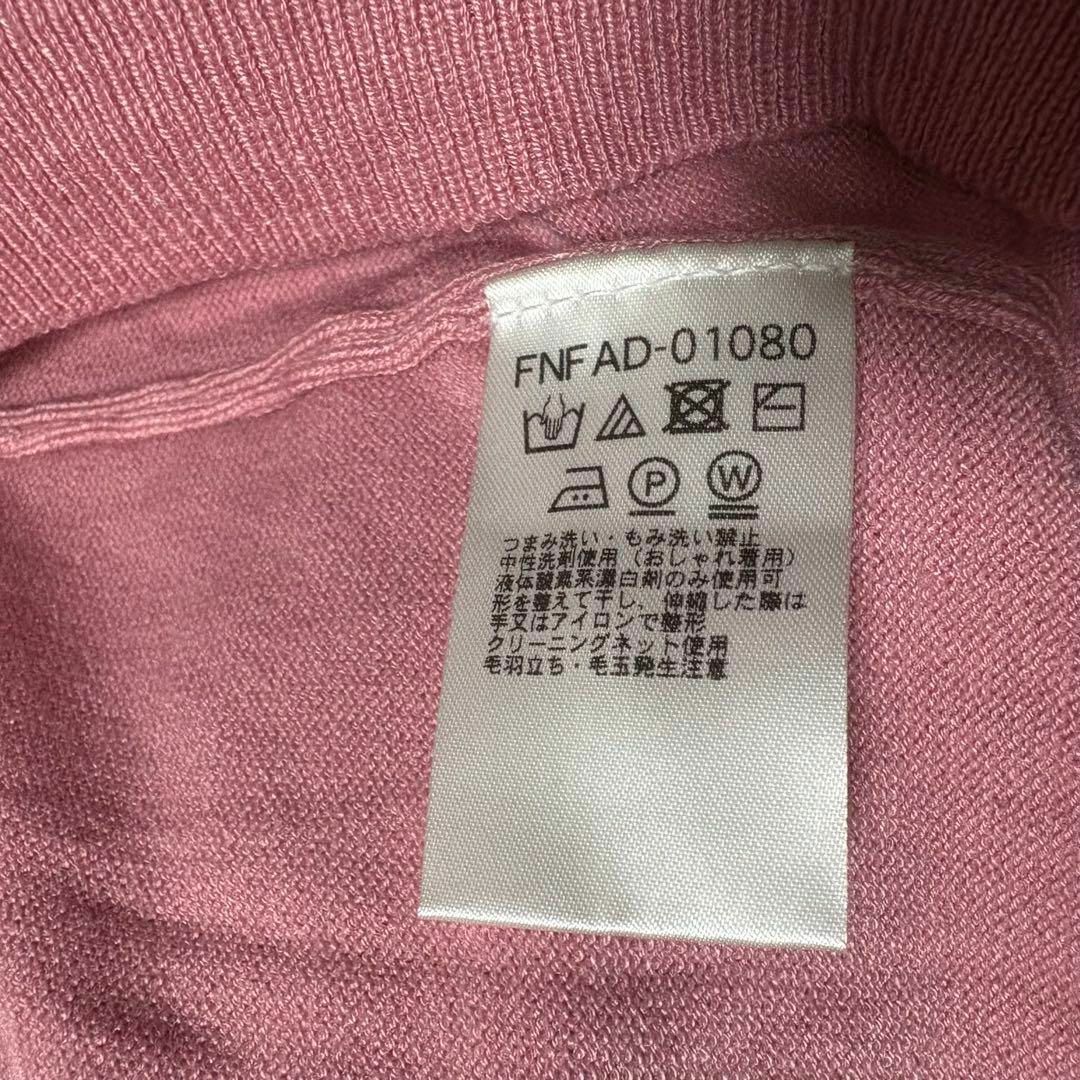 FNFAD-01080
P W
つまみ洗い・もみ洗い禁止
中性洗剤使用(おしゃれ着用)
液体酸素系漂白剤のみ使用可
形を整えて干し、伸縮した際は
手又はアイロンで整形
クリーニングネット使用
毛羽立ち・毛玉発生注意